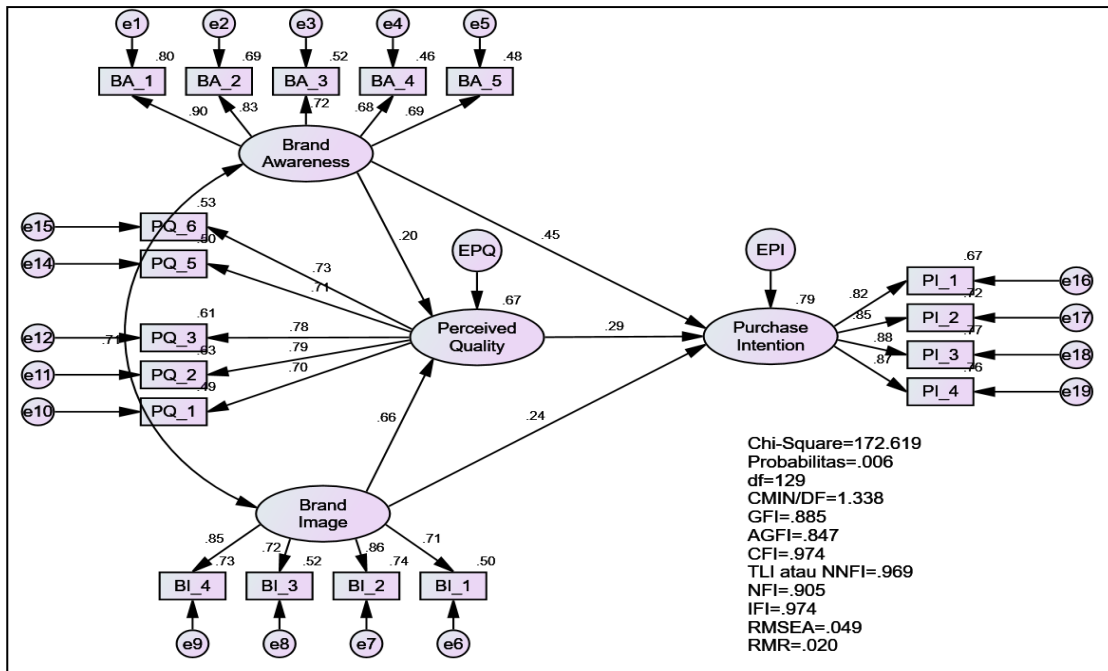 e1
e2
e3
e4
e5
.80
.69
.52
.46
.48
BA_1
BA_2
BA_3
BA_4
BA_5
.90
.83
.72
.68
.69
Brand
Awareness
.53
e15
PQ_6
.50
e14
PQ_5
.73
.71
.20
.45
EPQ
EPI
.67
.79
.61
e12
PQ_3
.63
e11
PQ_2
.49
e10
PQ_1
.71
.78
.79
.70
Perceived
Quality
.29
Purchase
Intention
.82
.85
.88
.87
.67
PI_1
e16
.72
PI_2
e17
.77
PI_3
e18
.76
PI_4
e19
.66
.24
Brand
Image
.85
.72
.86
.71
.73
.52
.74
.50
BI_4
BI_3
BI_2
BI_1
e9
e8
e7
e6
Chi-Square=172.619
Probabilitas=.006
df=129
CMIN/DF=1.338
GFI=.885
AGFI=.847
CFI=.974
TLI atau NNFI=.969
NFI=.905
IFI=.974
RMSEA=.049
RMR=.020